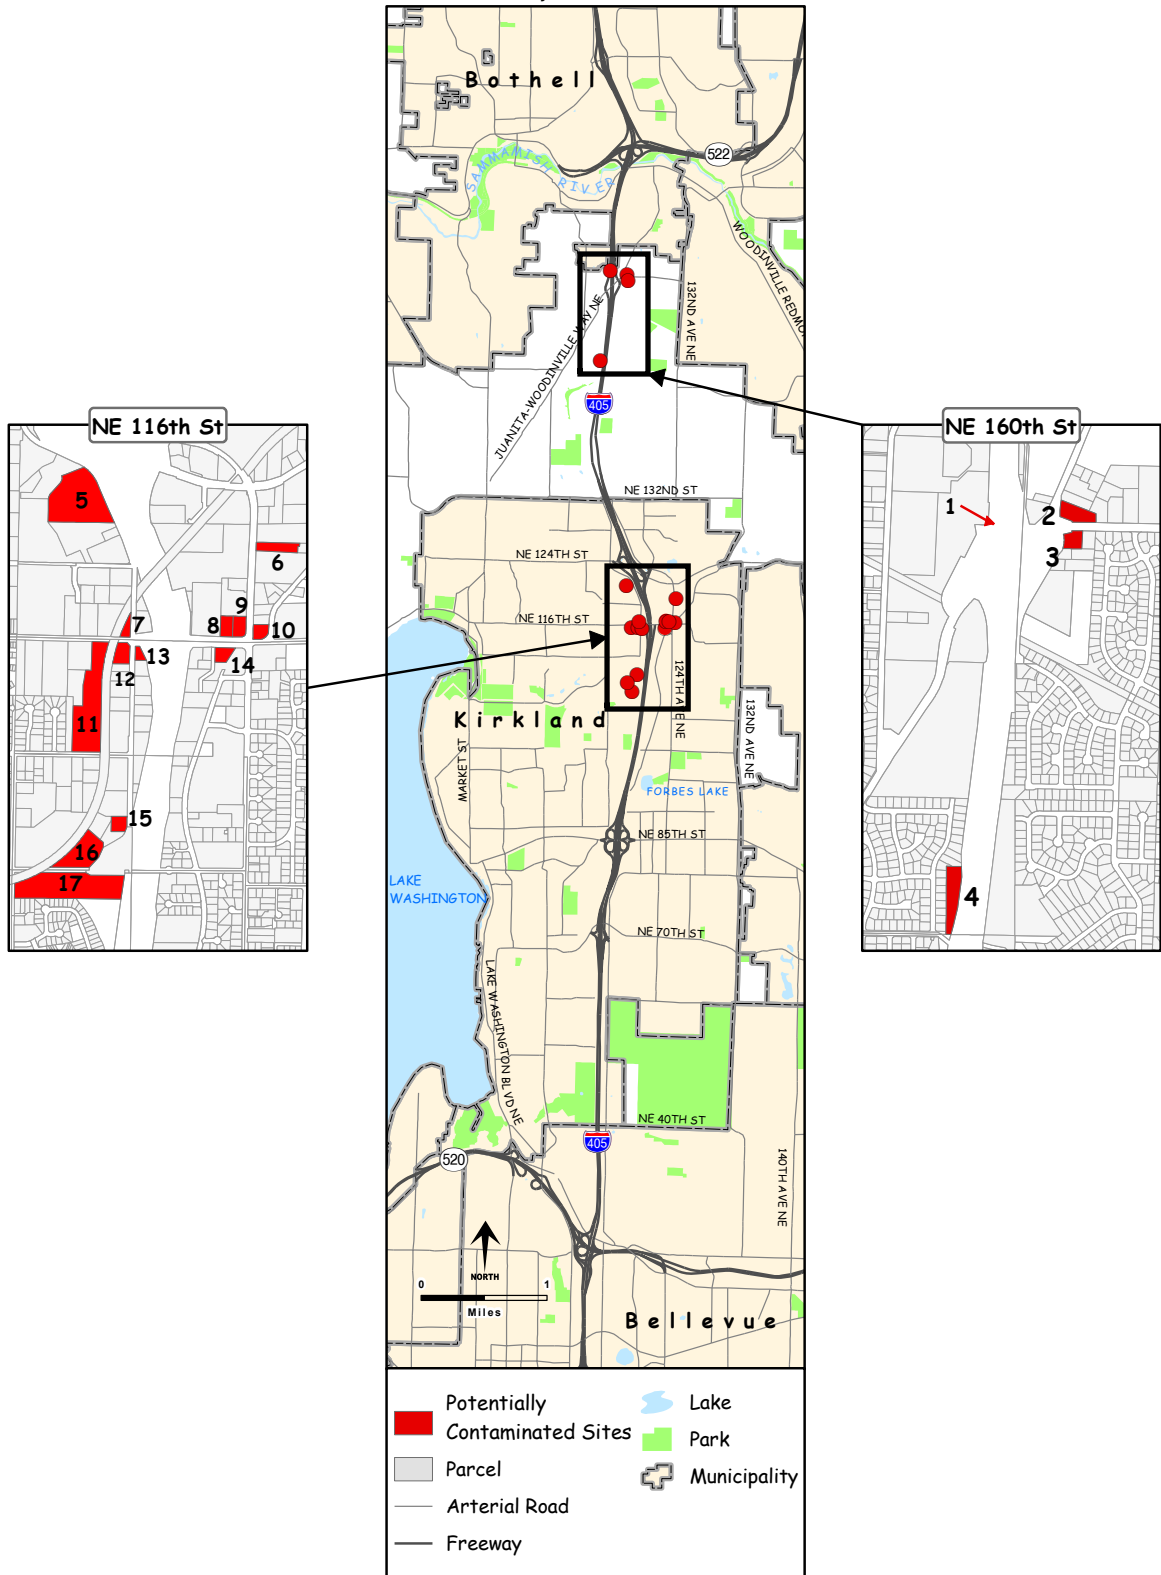 Bothell
522
SAMMAMISH RIVER
WOODINVILLE REDMO
132ND AVE NE
JUANITA-WOODINVILLE WAY NE
405
NE 132ND ST
NE 124TH ST
NE 116TH ST
124TH AVE NE
Kirkland
132ND AVE NE
MARKET ST
FORBES LAKE
NE 85TH ST
LAKE
WASHINGTON
NE 70TH ST
LAKE WASHINGTON BLVD NE
NE 40TH ST
405
520
140TH AVE NE
NORTH
0 1
Miles
Bellevue
NE 116th St
5
6
9
7
8
10
13
14
12
11
15
16
17
NE 160th St
1
2
3
4
Potentially
Contaminated Sites
Parcel
Arterial Road
Freeway
Lake
Park
Municipality